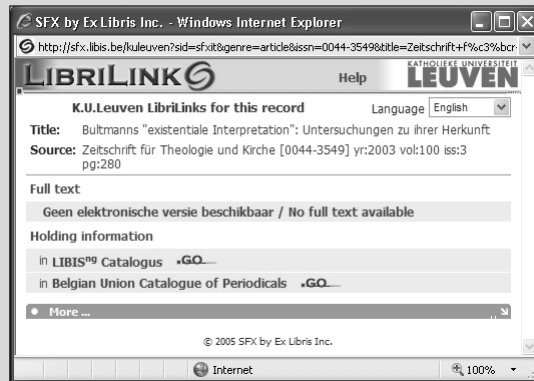 SFX by Ex Libris Inc. - Windows Internet Explorer
http://sfx.libis.be/kuleuven?sid=sfxit&genre=article&issn=0044-3549&title=Zeitschrift+f%c3%bcr
LIBRILINK
Help
KATHOLIEKE UNIVERSITEIT
LEUVEN
K.U.Leuven LibriLinks for this record
Language English
Title: Bultmanns "existentiale Interpretation": Untersuchungen zu ihrer Herkunft
Source: Zeitschrift für Theologie und Kirche [0044-3549] yr:2003 vol:100 iss:3
pg:280
Full text
Geen elektronische versie beschikbaar / No full text available
Holding information
in LIBISng Catalogus .GO
in Belgian Union Catalogue of Periodicals .GO
More ...
© 2005 SFX by Ex Libris Inc.
Internet
100%